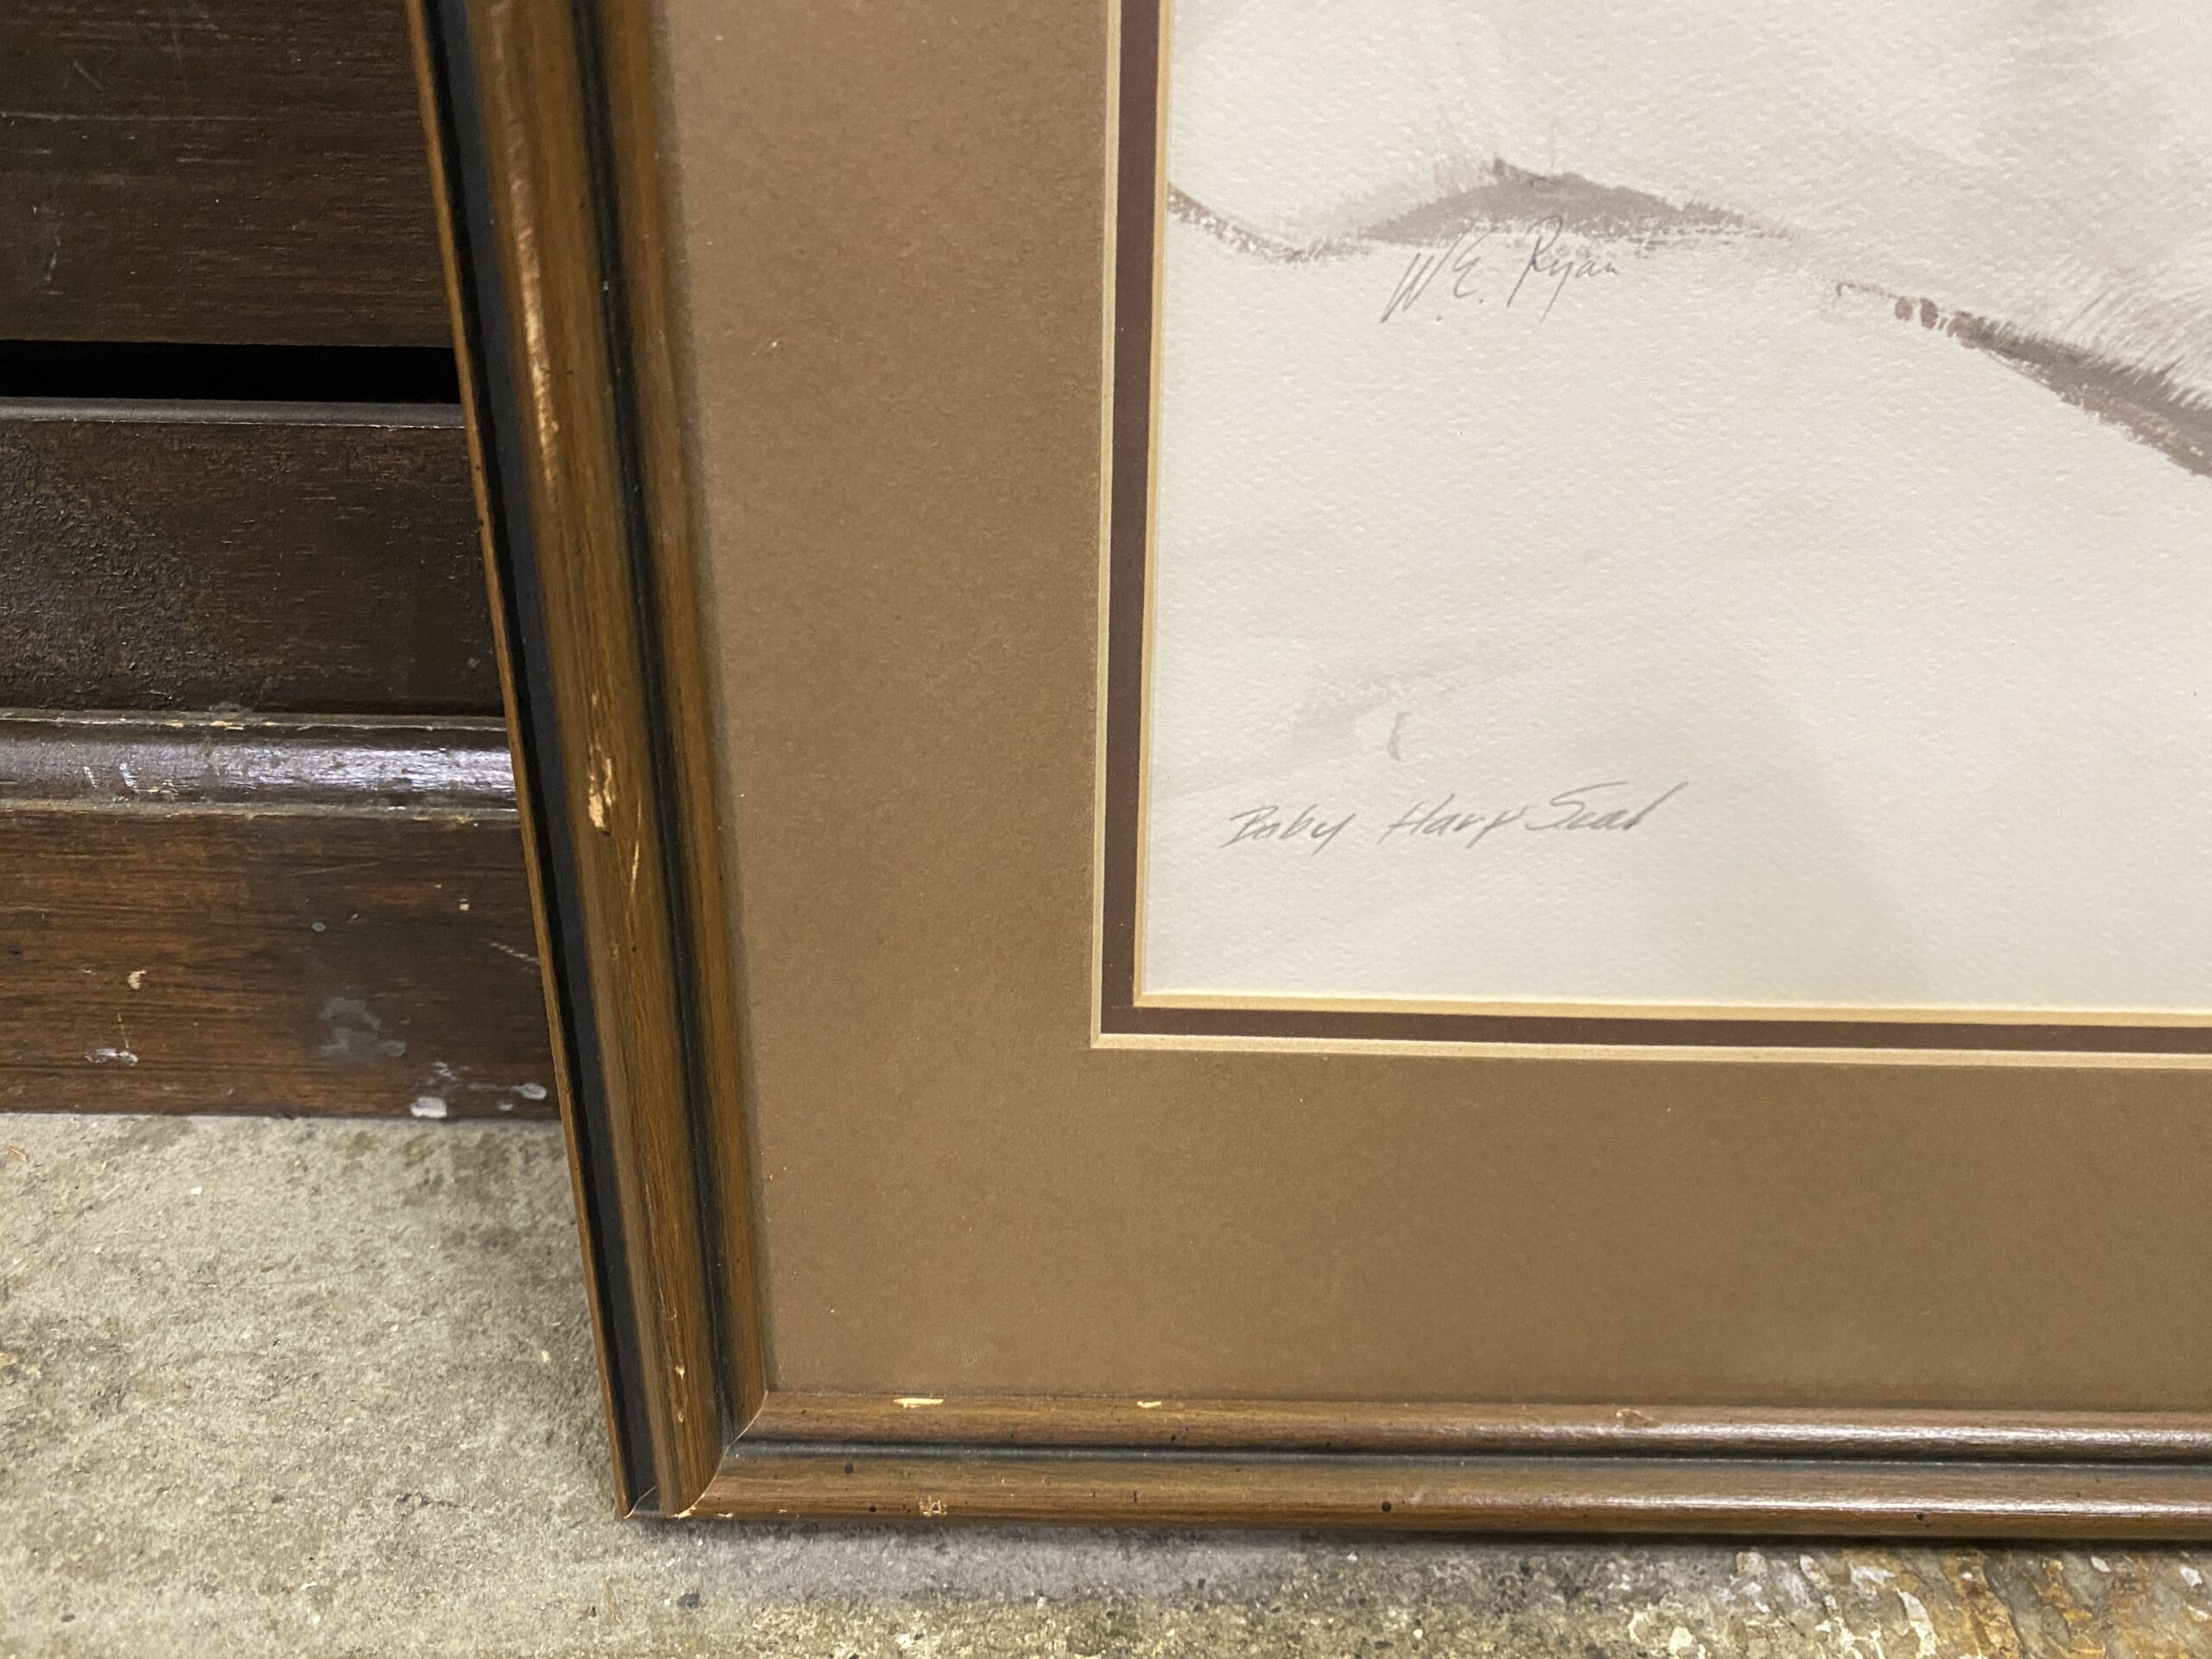 W.E. Ryan
Baby Harp Seal